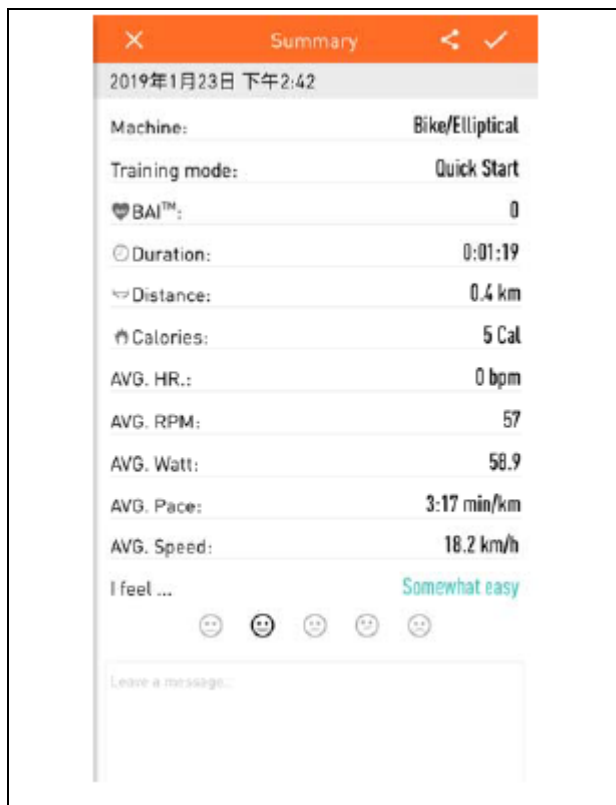 Summary
2019年1月23日 下午2:42
Machine: Bike/Elliptical
Training mode: Quick Start
BAI™: 0
Duration: 0:01:19
Distance: 0.4 km
Calories: 5 Cal
AVG. HR.: 0 bpm
AVG. RPM: 57
AVG. Watt: 58.9
AVG. Pace: 3:17 min/km
AVG. Speed: 18.2 km/h
I feel ... Somewhat easy
Leave a message..